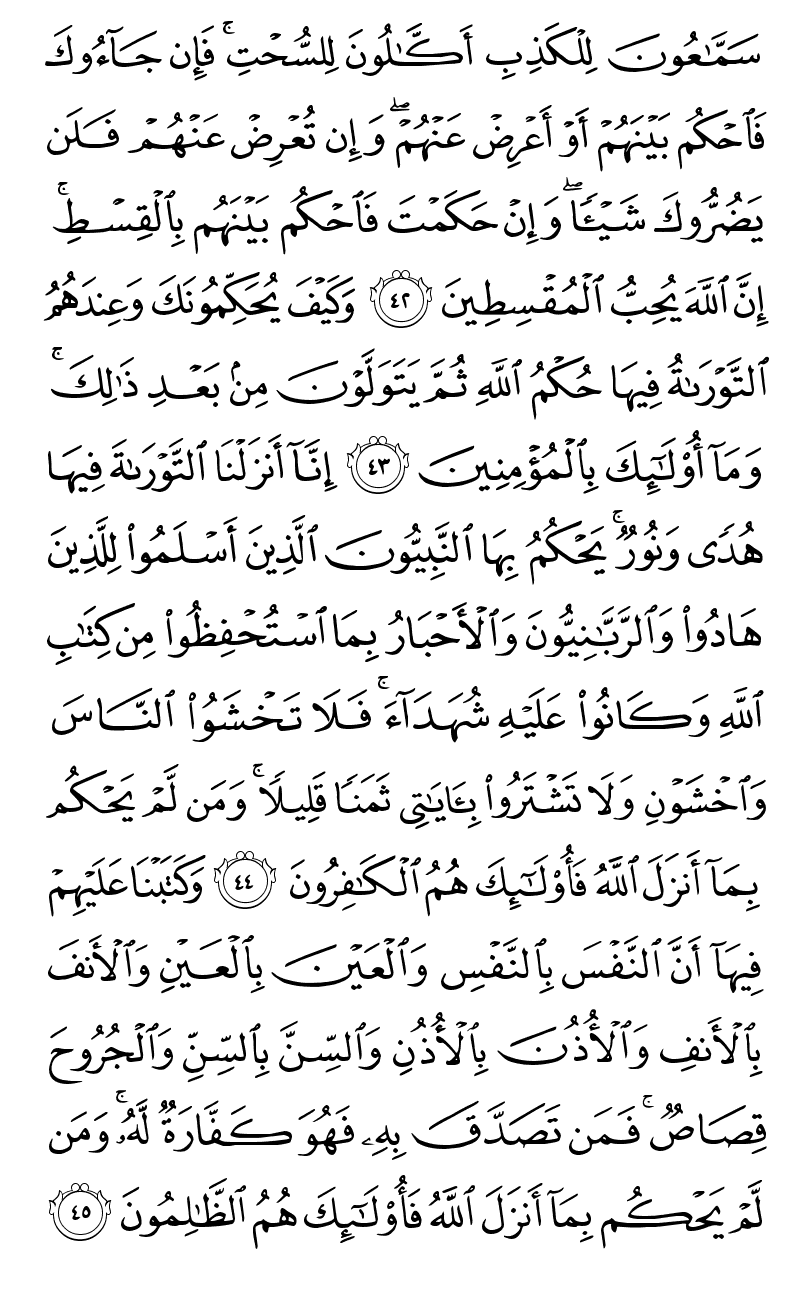 سَمَّٰعُونَ لِلْكَذِبِ أَكَّٰلُونَ لِلسُّحْتِ ۚ فَإِن جَآءُوكَ
فَٱحْكُم بَيْنَهُمْ أَوْ أَعْرِضْ عَنْهُمْ ۖ وَإِن تُعْرِضْ عَنْهُمْ فَلَن
يَضُرُّوكَ شَيْـًٔا ۖ وَإِنْ حَكَمْتَ فَٱحْكُم بَيْنَهُم بِٱلْقِسْطِ ۚ
إِنَّ ٱللَّهَ يُحِبُّ ٱلْمُقْسِطِينَ ٤٢ وَكَيْفَ يُحَكِّمُونَكَ وَعِندَهُمُ
ٱلتَّوْرَىٰةُ فِيهَا حُكْمُ ٱللَّهِ ثُمَّ يَتَوَلَّوْنَ مِنۢ بَعْدِ ذَٰلِكَ ۚ
وَمَآ أُو۟لَٰٓئِكَ بِٱلْمُؤْمِنِينَ ٤٣ إِنَّآ أَنزَلْنَا ٱلتَّوْرَىٰةَ فِيهَا
هُدًى وَنُورٌ ۚ يَحْكُمُ بِهَا ٱلنَّبِيُّونَ ٱلَّذِينَ أَسْلَمُوا۟ لِلَّذِينَ
هَادُوا۟ وَٱلرَّبَّٰنِيُّونَ وَٱلْأَحْبَارُ بِمَا ٱسْتُحْفِظُوا۟ مِن كِتَٰبِ
ٱللَّهِ وَكَانُوا۟ عَلَيْهِ شُهَدَآءَ ۚ فَلَا تَخْشَوُا۟ ٱلنَّاسَ
وَٱخْشَوْنِ وَلَا تَشْتَرُوا۟ بِـَٔايَٰتِى ثَمَنًا قَلِيلًا ۚ وَمَن لَّمْ يَحْكُم
بِمَآ أَنزَلَ ٱللَّهُ فَأُو۟لَٰٓئِكَ هُمُ ٱلْكَٰفِرُونَ ٤٤ وَكَتَبْنَا عَلَيْهِمْ
فِيهَآ أَنَّ ٱلنَّفْسَ بِٱلنَّفْسِ وَٱلْعَيْنَ بِٱلْعَيْنِ وَٱلْأَنفَ
بِٱلْأَنفِ وَٱلْأُذُنَ بِٱلْأُذُنِ وَٱلسِّنَّ بِٱلسِّنِّ وَٱلْجُرُوحَ
قِصَاصٌ ۚ فَمَن تَصَدَّقَ بِهِۦ فَهُوَ كَفَّارَةٌ لَّهُۥ ۚ وَمَن
لَّمْ يَحْكُم بِمَآ أَنزَلَ ٱللَّهُ فَأُو۟لَٰٓئِكَ هُمُ ٱلظَّٰلِمُونَ ٤٥